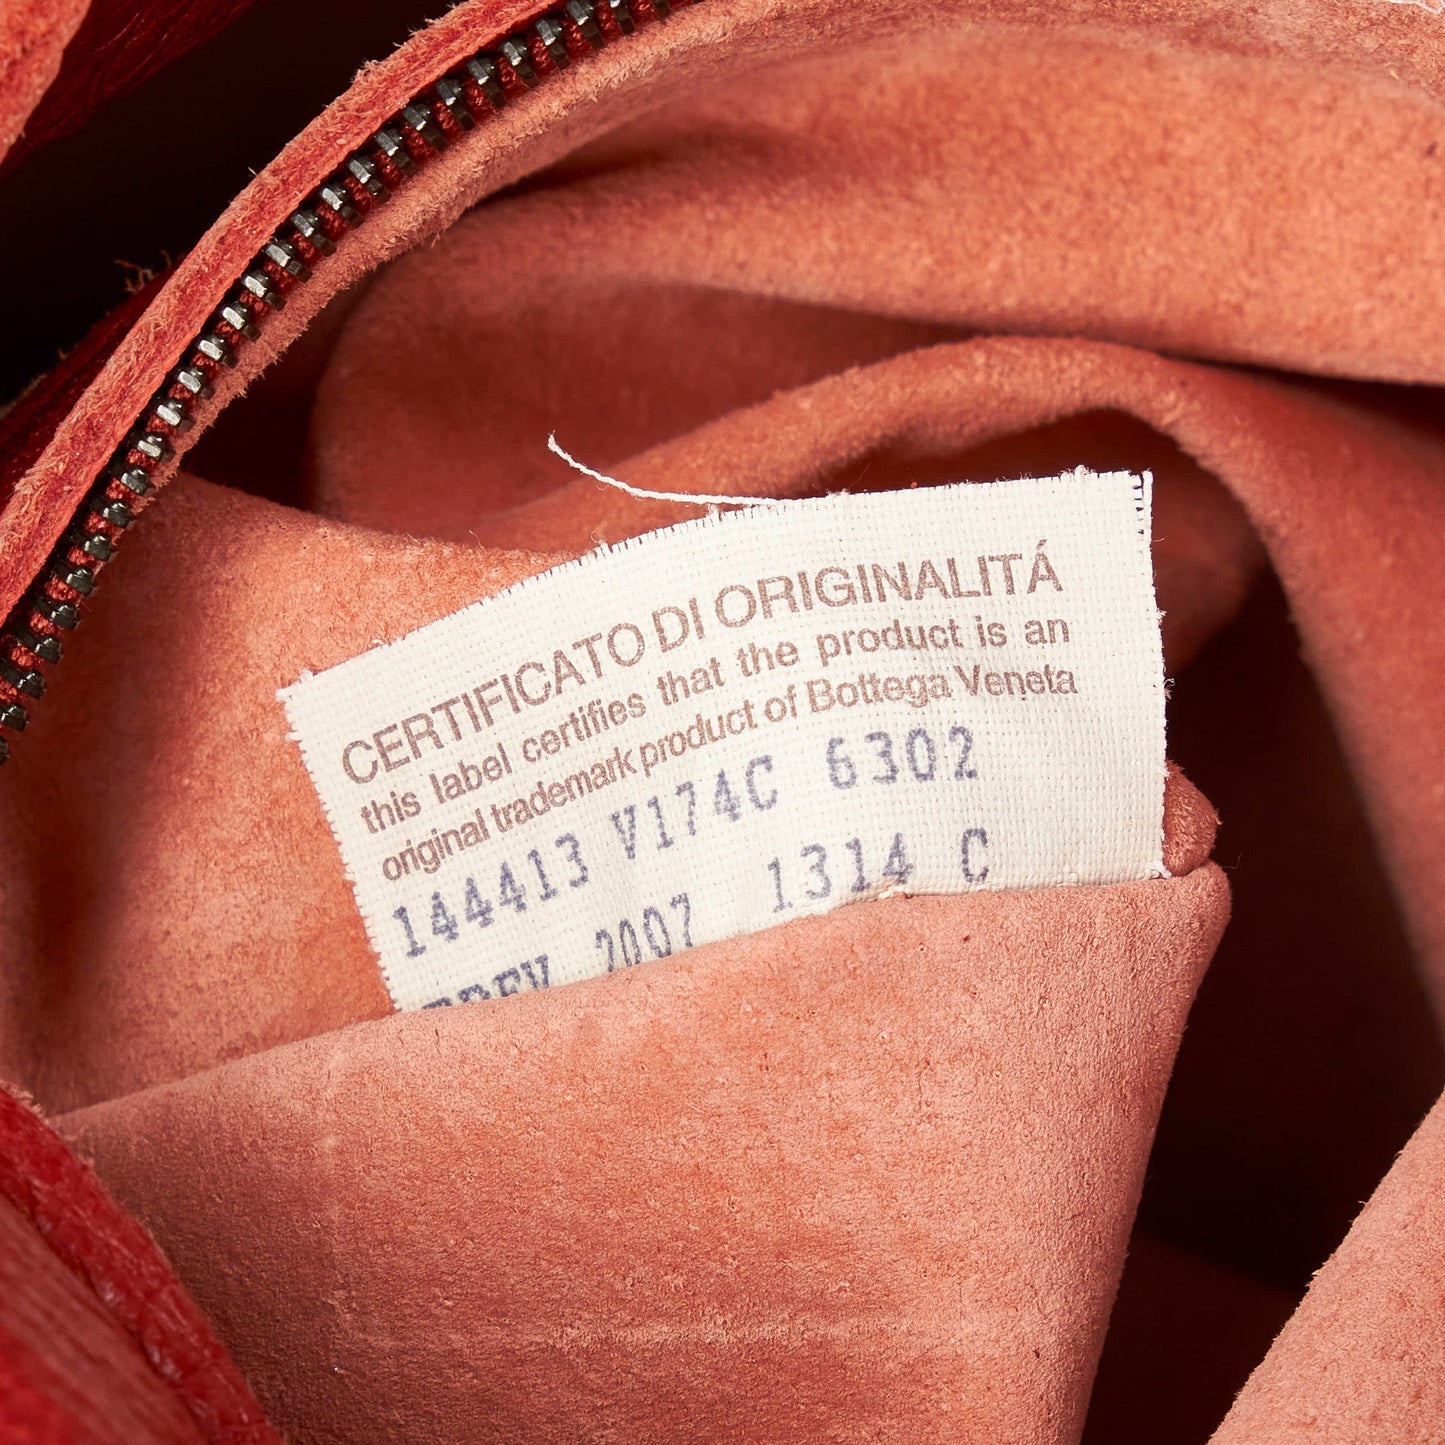 CERTIFICATO DI ORIGINALITÁ
this label certifies that the product is an
original trademark product of Bottega Veneta
144413 V174C 6302
2007 1314 C